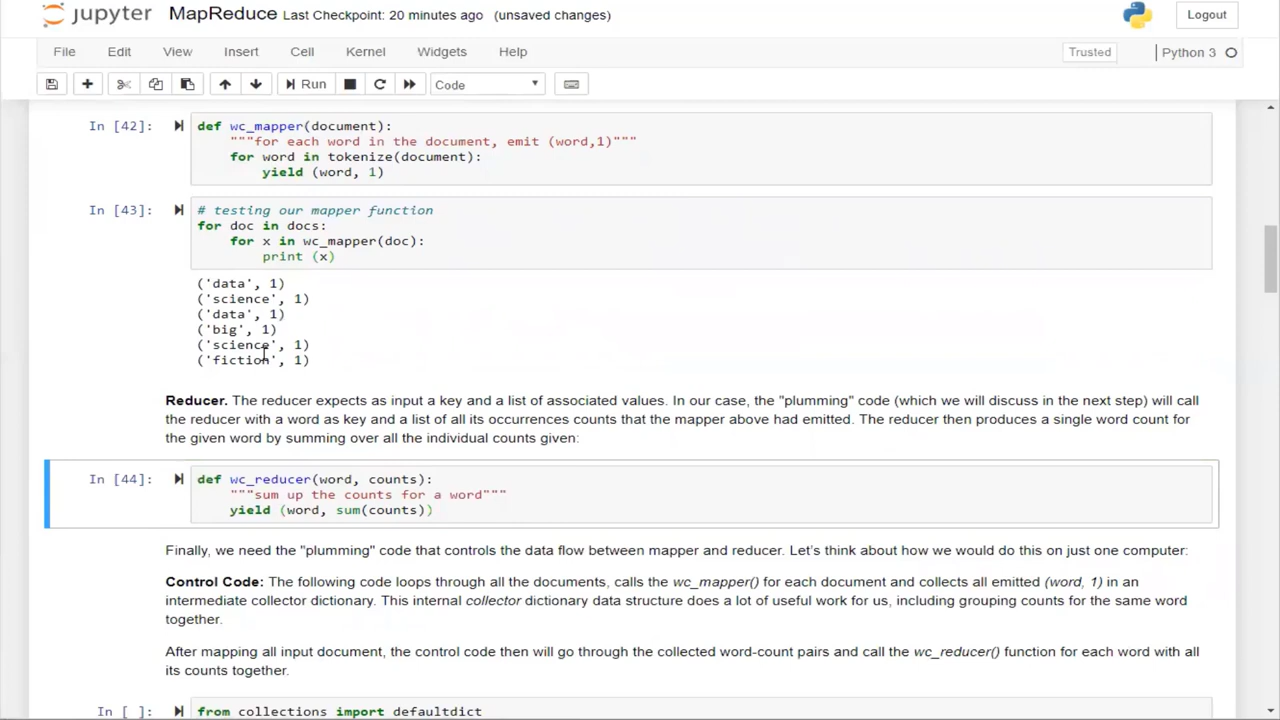 jupyter MapReduce Last Checkpoint: 20 minutes ago (unsaved changes) Logout
File Edit View Insert Cell Kernel Widgets Help Trusted Python 3
Run Code
In [42]: def wc_mapper(document):
"""for each word in the document, emit (word,1)"""
for word in tokenize(document):
yield (word, 1)
In [43]: # testing our mapper function
for doc in docs:
for x in wc_mapper(doc):
print (x)
('data', 1)
('science', 1)
('data', 1)
('big', 1)
('science', 1)
('fiction', 1)
Reducer. The reducer expects as input a key and a list of associated values. In our case, the "plumming" code (which we will discuss in the next step) will call
the reducer with a word as key and a list of all its occurrences counts that the mapper above had emitted. The reducer then produces a single word count for
the given word by summing over all the individual counts given:
In [44]: def wc_reducer(word, counts):
"""sum up the counts for a word"""
yield (word, sum(counts))
Finally, we need the "plumming" code that controls the data flow between mapper and reducer. Let's think about how we would do this on just one computer:
Control Code: The following code loops through all the documents, calls the wc_mapper() for each document and collects all emitted (word, 1) in an
intermediate collector dictionary. This internal collector dictionary data structure does a lot of useful work for us, including grouping counts for the same word
together.
After mapping all input document, the control code then will go through the collected word-count pairs and call the wc_reducer() function for each word with all
its counts together.
In [ ]: from collections import defaultdict